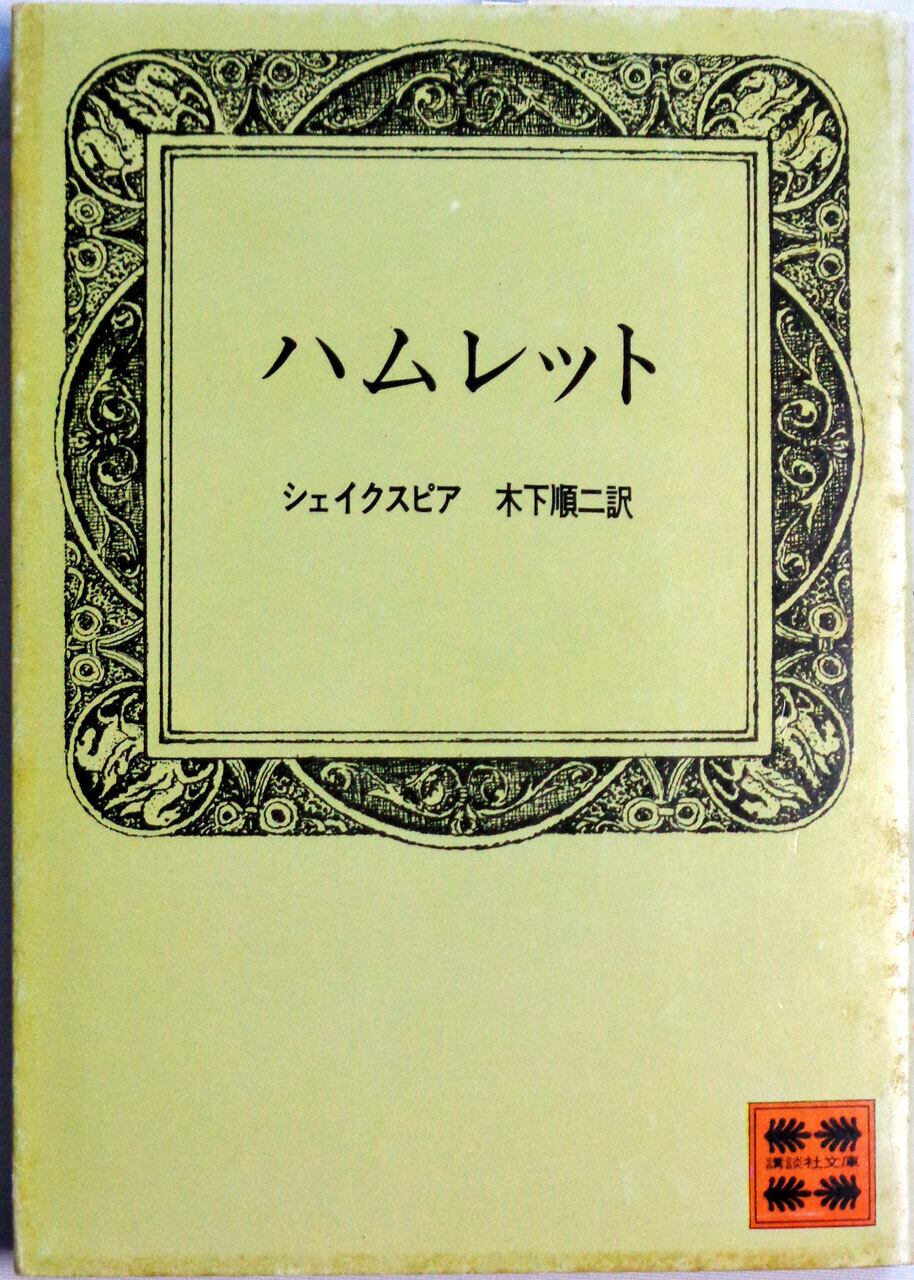 ハムレット
シェイクスピア　木下順二訳
講談社文庫